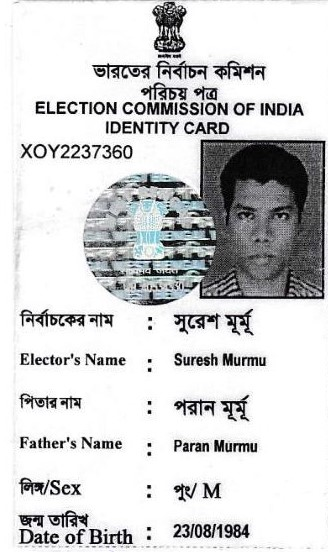 ভারতের নির্বাচন কমিশন
পরিচয় পত্র
ELECTION COMMISSION OF INDIA
IDENTITY CARD
XOY2237360
নির্বাচকের নাম : সুরেশ মূর্মূ
Elector's Name : Suresh Murmu
পিতার নাম : পরান মূর্মূ
Father's Name : Paran Murmu
লিঙ্গ/Sex : পুং/ M
জন্ম তারিখ
Date of Birth : 23/08/1984